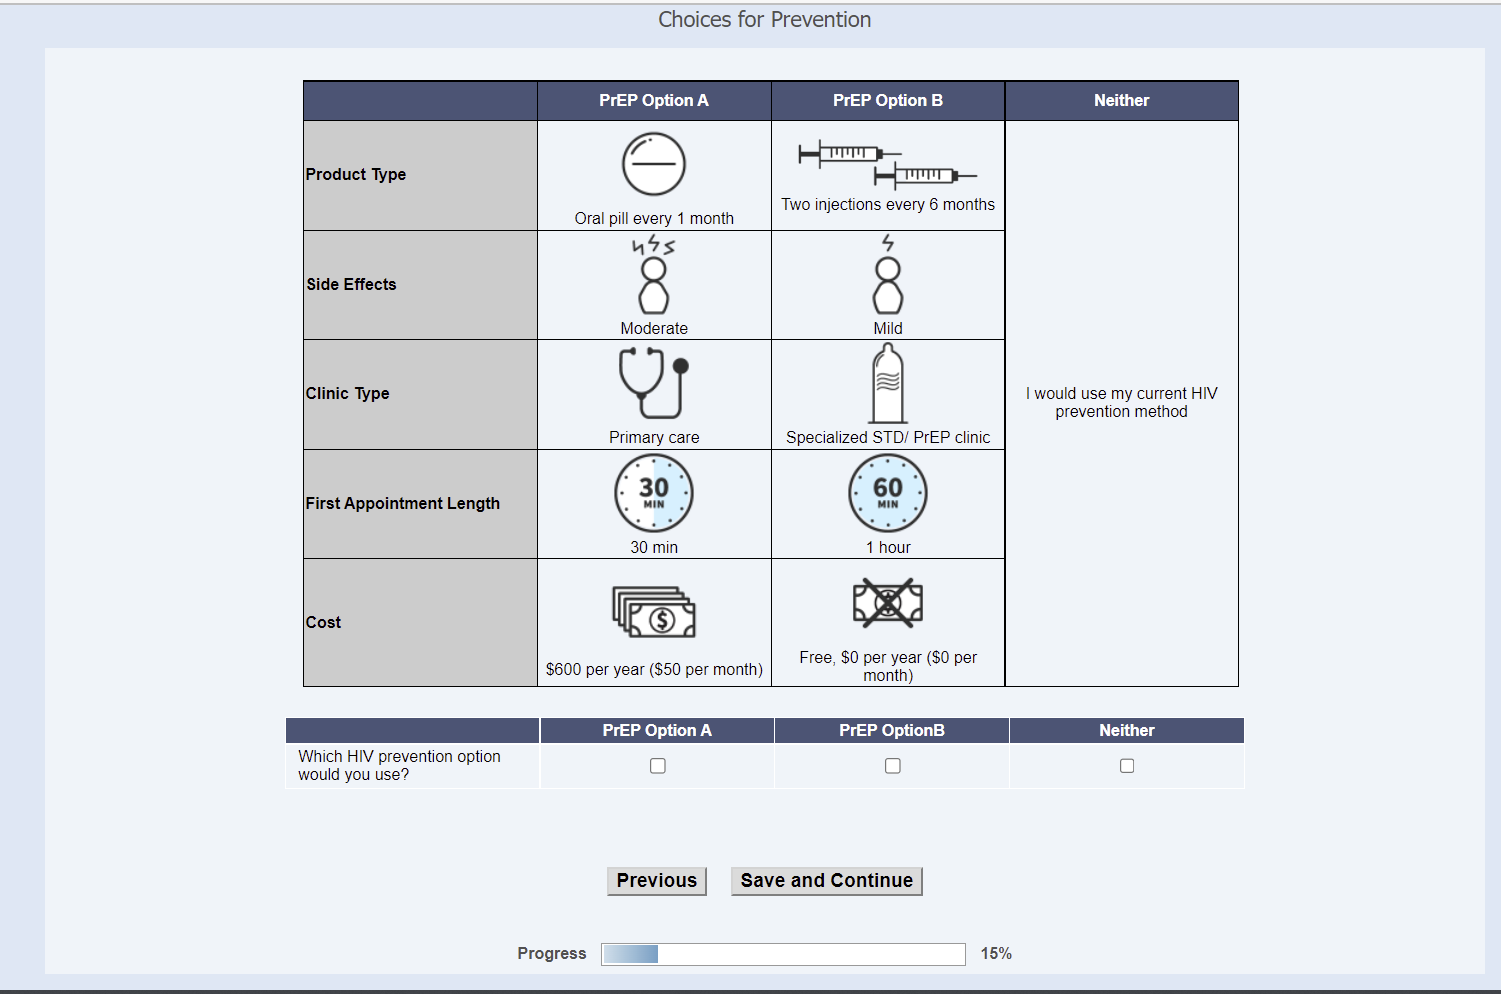 Choices for Prevention
PrEP Option A
PrEP Option B
Neither
Product Type
Oral pill every 1 month
Two injections every 6 months
Side Effects
Moderate
Mild
Clinic Type
Primary care
Specialized STD/ PrEP clinic
I would use my current HIV
prevention method
First Appointment Length
30
MIN
30 min
60
MIN
1 hour
Cost
$
$600 per year ($50 per month)
Free, $0 per year ($0 per
month)
PrEP Option A
PrEP OptionB
Neither
Which HIV prevention option
would you use?
Previous
Save and Continue
Progress
15%